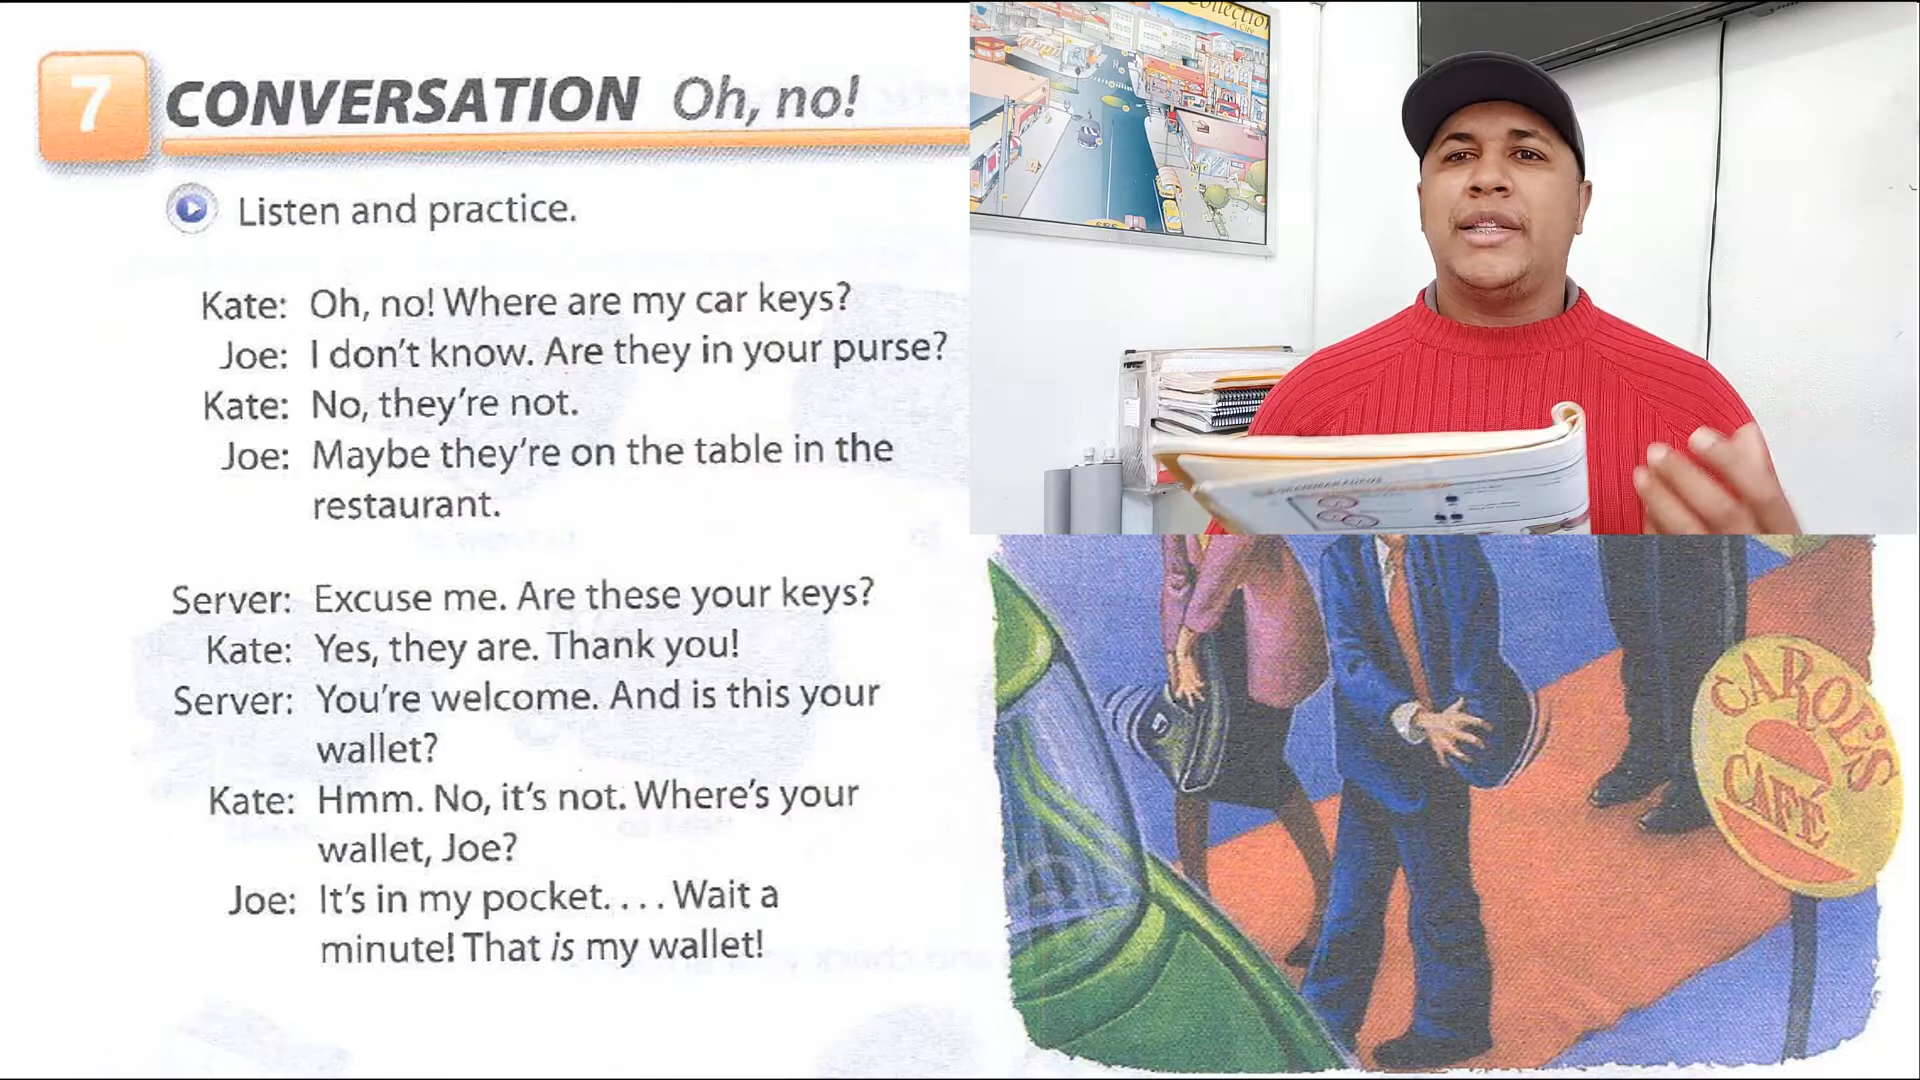 7 CONVERSATION Oh, no!
Listen and practice.
Kate: Oh, no! Where are my car keys?
Joe: I don't know. Are they in your purse?
Kate: No, they're not.
Joe: Maybe they're on the table in the
restaurant.
Server: Excuse me. Are these your keys?
Kate: Yes, they are. Thank you!
Server: You're welcome. And is this your
wallet?
Kate: Hmm. No, it's not. Where's your
wallet, Joe?
Joe: It's in my pocket. . . . Wait a
minute! That is my wallet!
Collection
A CITY
CAROL'S
CAFÉ